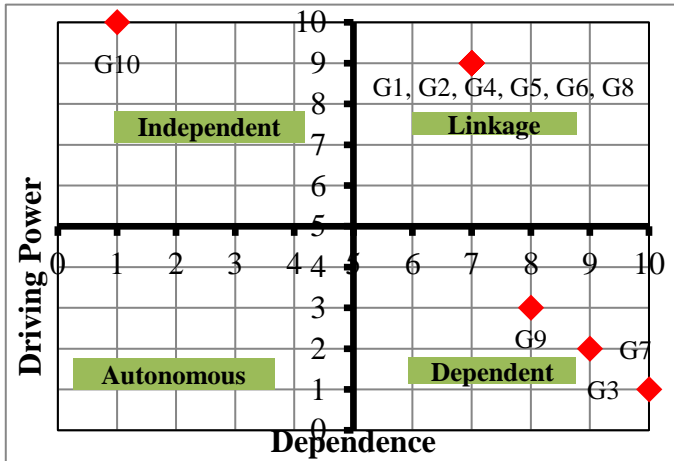 10
G10
9
G1, G2, G4, G5, G6, G8
8
Independent
Linkage
7
6
5
0 1 2 3 4 5 6 7 8 9 10
4
3
G9
2
G7
Autonomous
Dependent
1
G3
0
Driving Power
Dependence